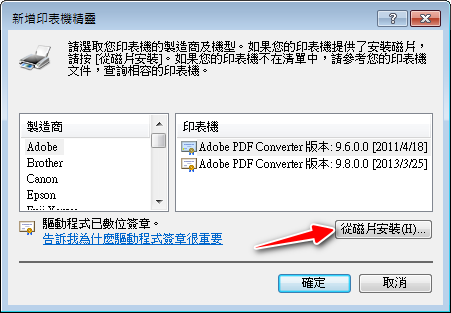 新增印表機精靈
請選取您印表機的製造商及機型。如果您的印表機提供了安裝磁片，
請按 [從磁片安裝]。如果您的印表機不在清單中，請參考您的印表機
文件，查詢相容的印表機。
製造商
Adobe
Brother
Canon
Epson
Fuji Xerox
印表機
Adobe PDF Converter 版本: 9.6.0.0 [2011/4/18]
Adobe PDF Converter 版本: 9.8.0.0 [2013/3/25]
驅動程式已數位簽章。
告訴我為什麼驅動程式簽章很重要
從磁片安裝(H)...
確定
取消